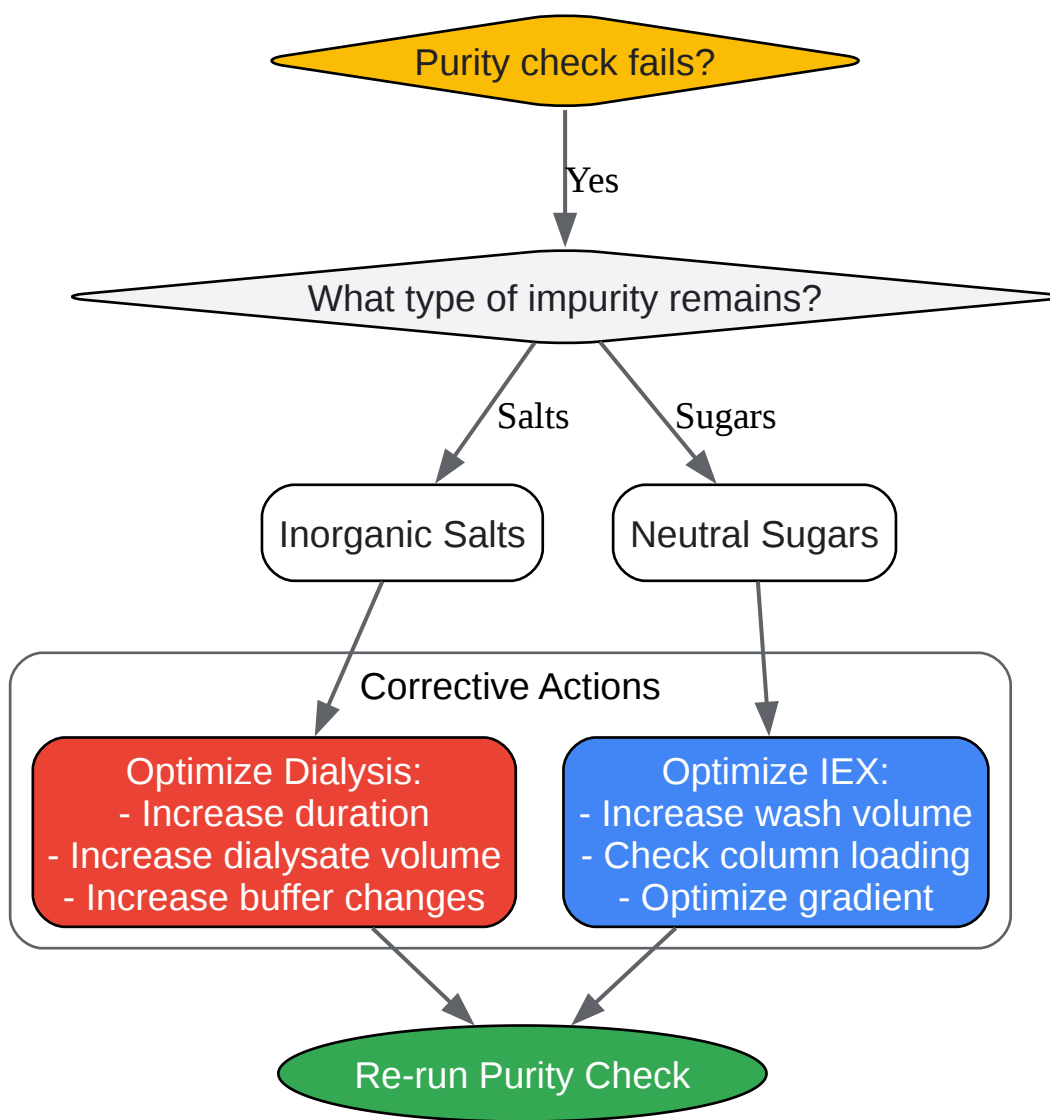 Purity check fails?
Yes
What type of impurity remains?
Salts
Sugars
Inorganic Salts
Neutral Sugars
Corrective Actions
Optimize Dialysis:
- Increase duration
- Increase dialysate volume
- Increase buffer changes
Optimize IEX:
- Increase wash volume
- Check column loading
- Optimize gradient
Re-run Purity Check